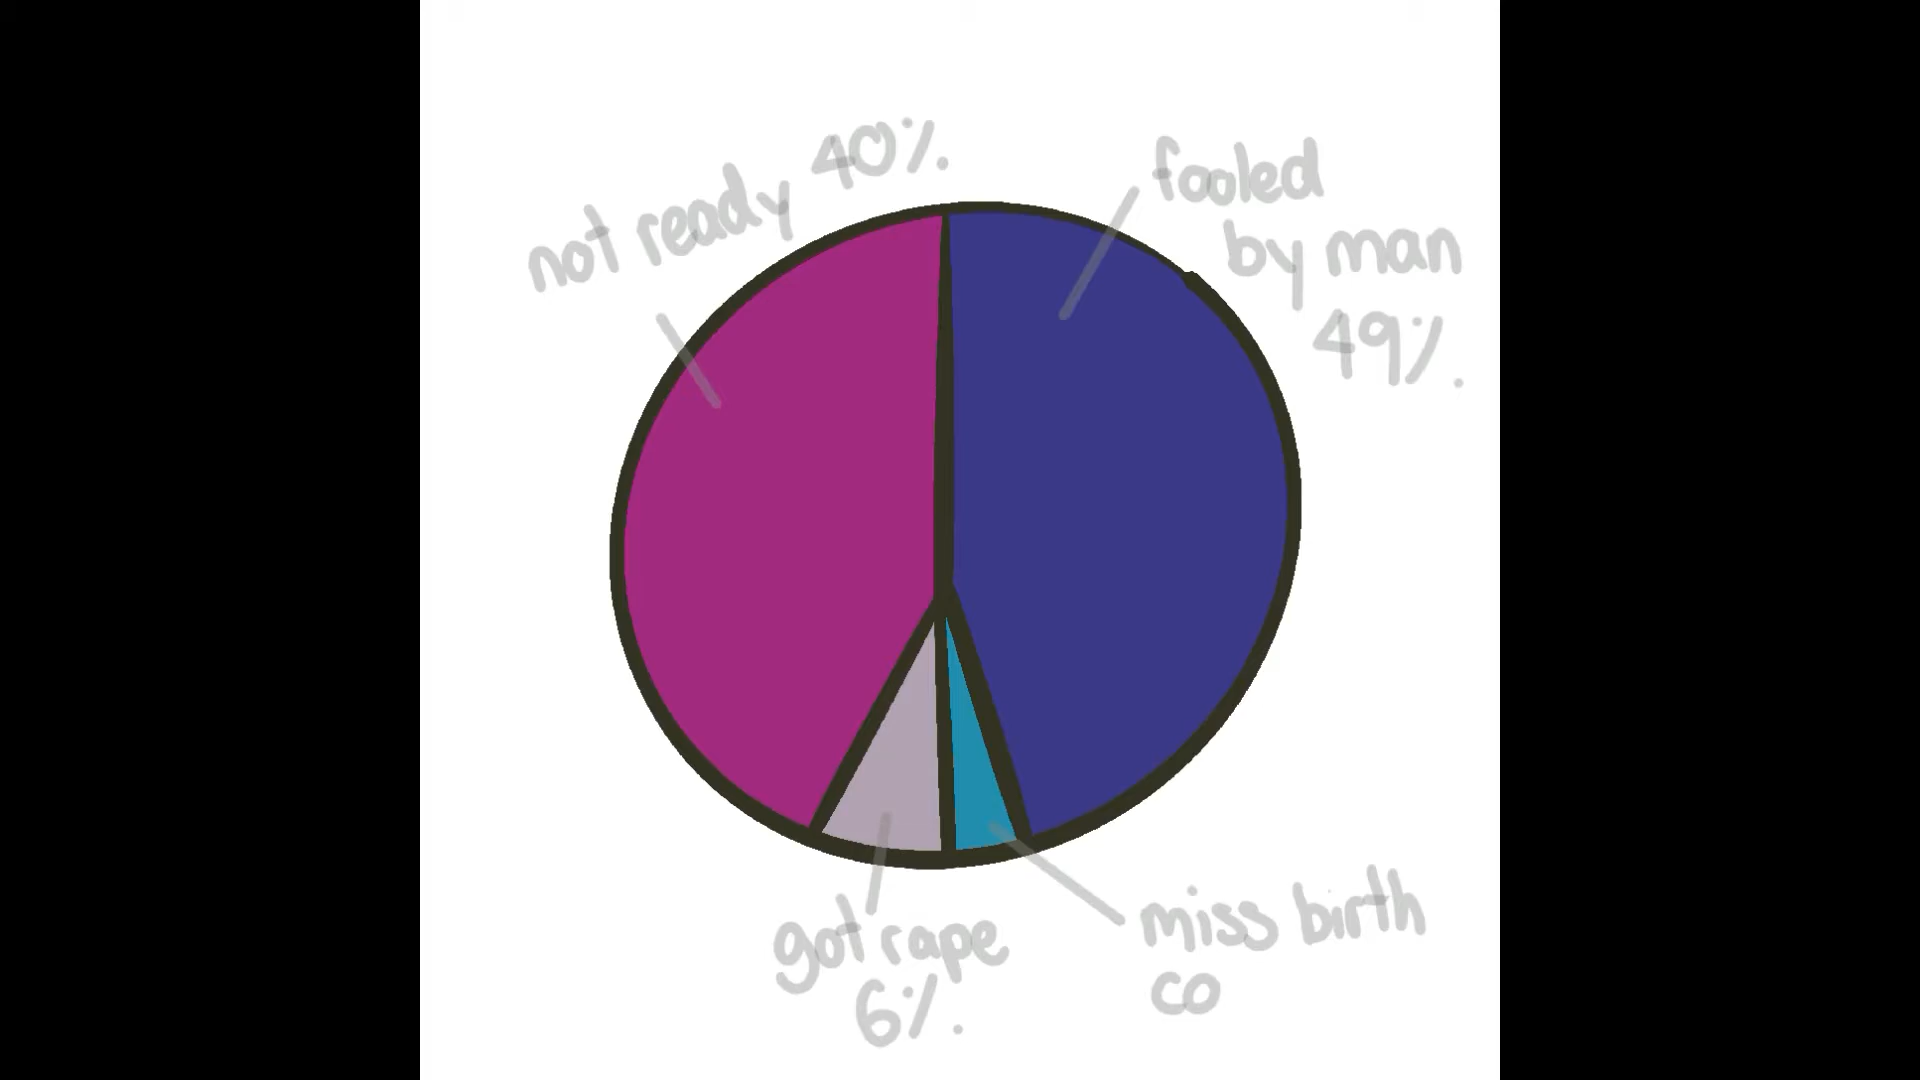 not ready 40%.
fooled
by man
49%.
got rape
6%.
miss birth
co